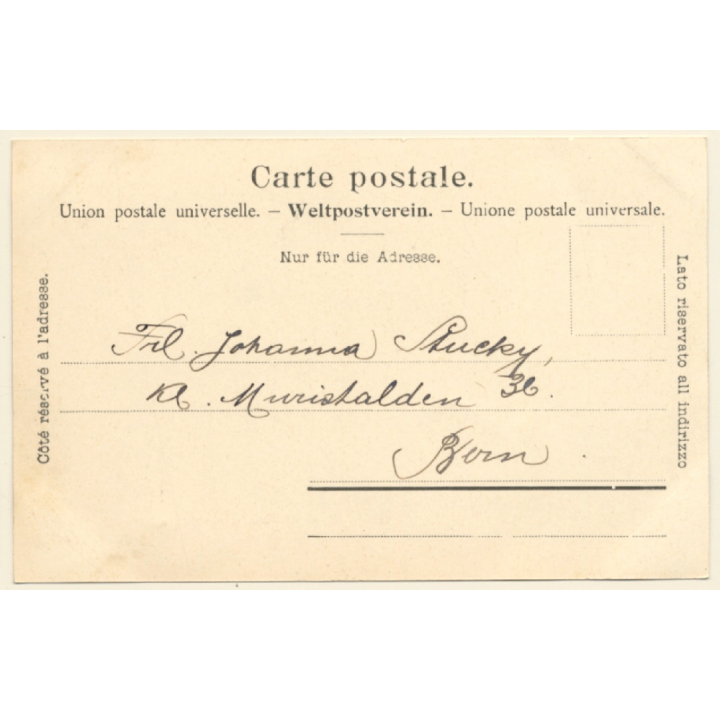 Carte postale.
Union postale universelle. – Weltpostverein. – Unione postale universale.
Nur für die Adresse.
Côté réservé à l'adresse.
Lato riservato all indirizzo
Frl. Johanna Stucky,
Kl. Muristalden 36.
Bern.